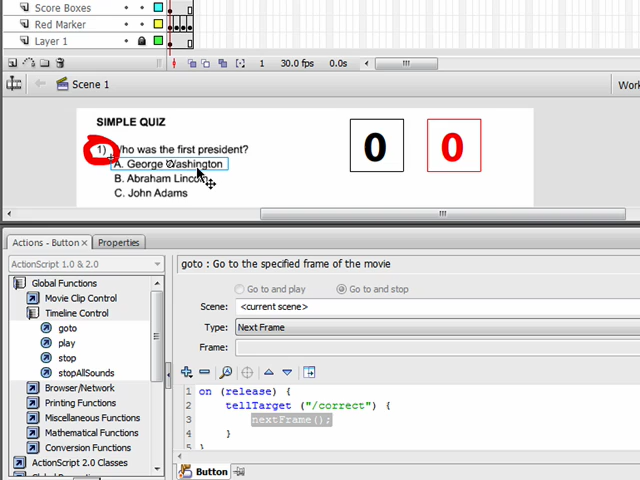 Score Boxes
Red Marker
Layer 1
1 30.0 fps 0.0s
Scene 1
Work
SIMPLE QUIZ
1) Who was the first president?
A. George Washington
B. Abraham Lincoln
C. John Adams
0 0
Actions - Button × Properties
ActionScript 1.0 & 2.0
goto : Go to the specified frame of the movie
Global Functions
Movie Clip Control
Timeline Control
goto
play
stop
stopAllSounds
Browser/Network
Printing Functions
Miscellaneous Functions
Mathematical Functions
Conversion Functions
ActionScript 2.0 Classes
Go to and play Go to and stop
Scene: <current scene>
Type: Next Frame
Frame:
1 on (release) {
2 tellTarget ("/correct") {
3 nextFrame();
4 }
5 }
Button